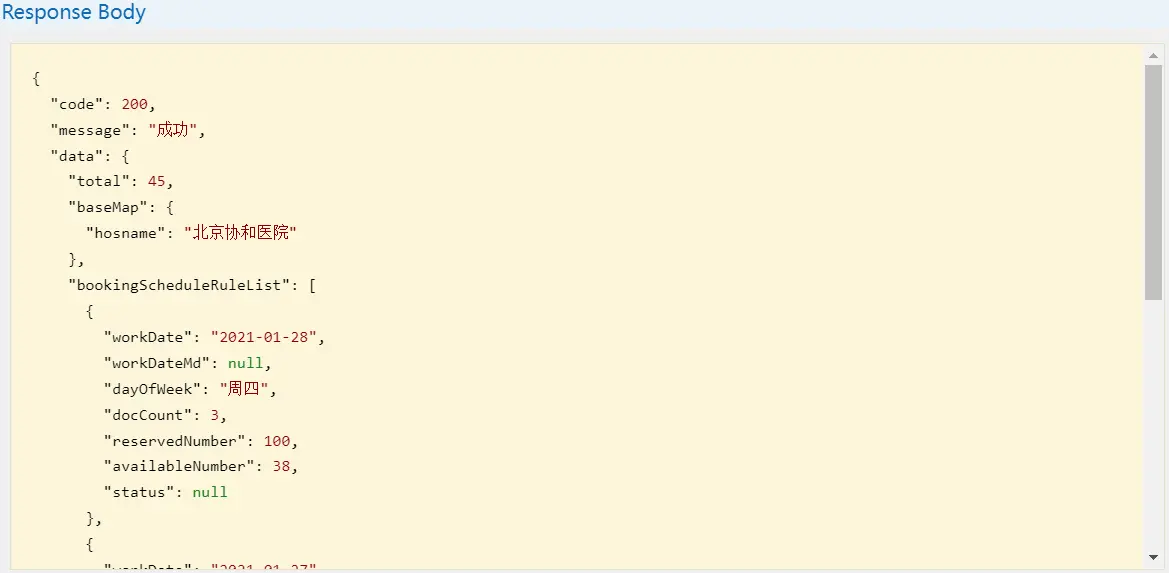 Response Body
{
"code": 200,
"message": "成功",
"data": {
"total": 45,
"baseMap": {
"hosname": "北京协和医院"
},
"bookingScheduleRuleList": [
{
"workDate": "2021-01-28",
"workDateMd": null,
"dayOfWeek": "周四",
"docCount": 3,
"reservedNumber": 100,
"availableNumber": 38,
"status": null
},
{
"workDate": "2021-01-27"